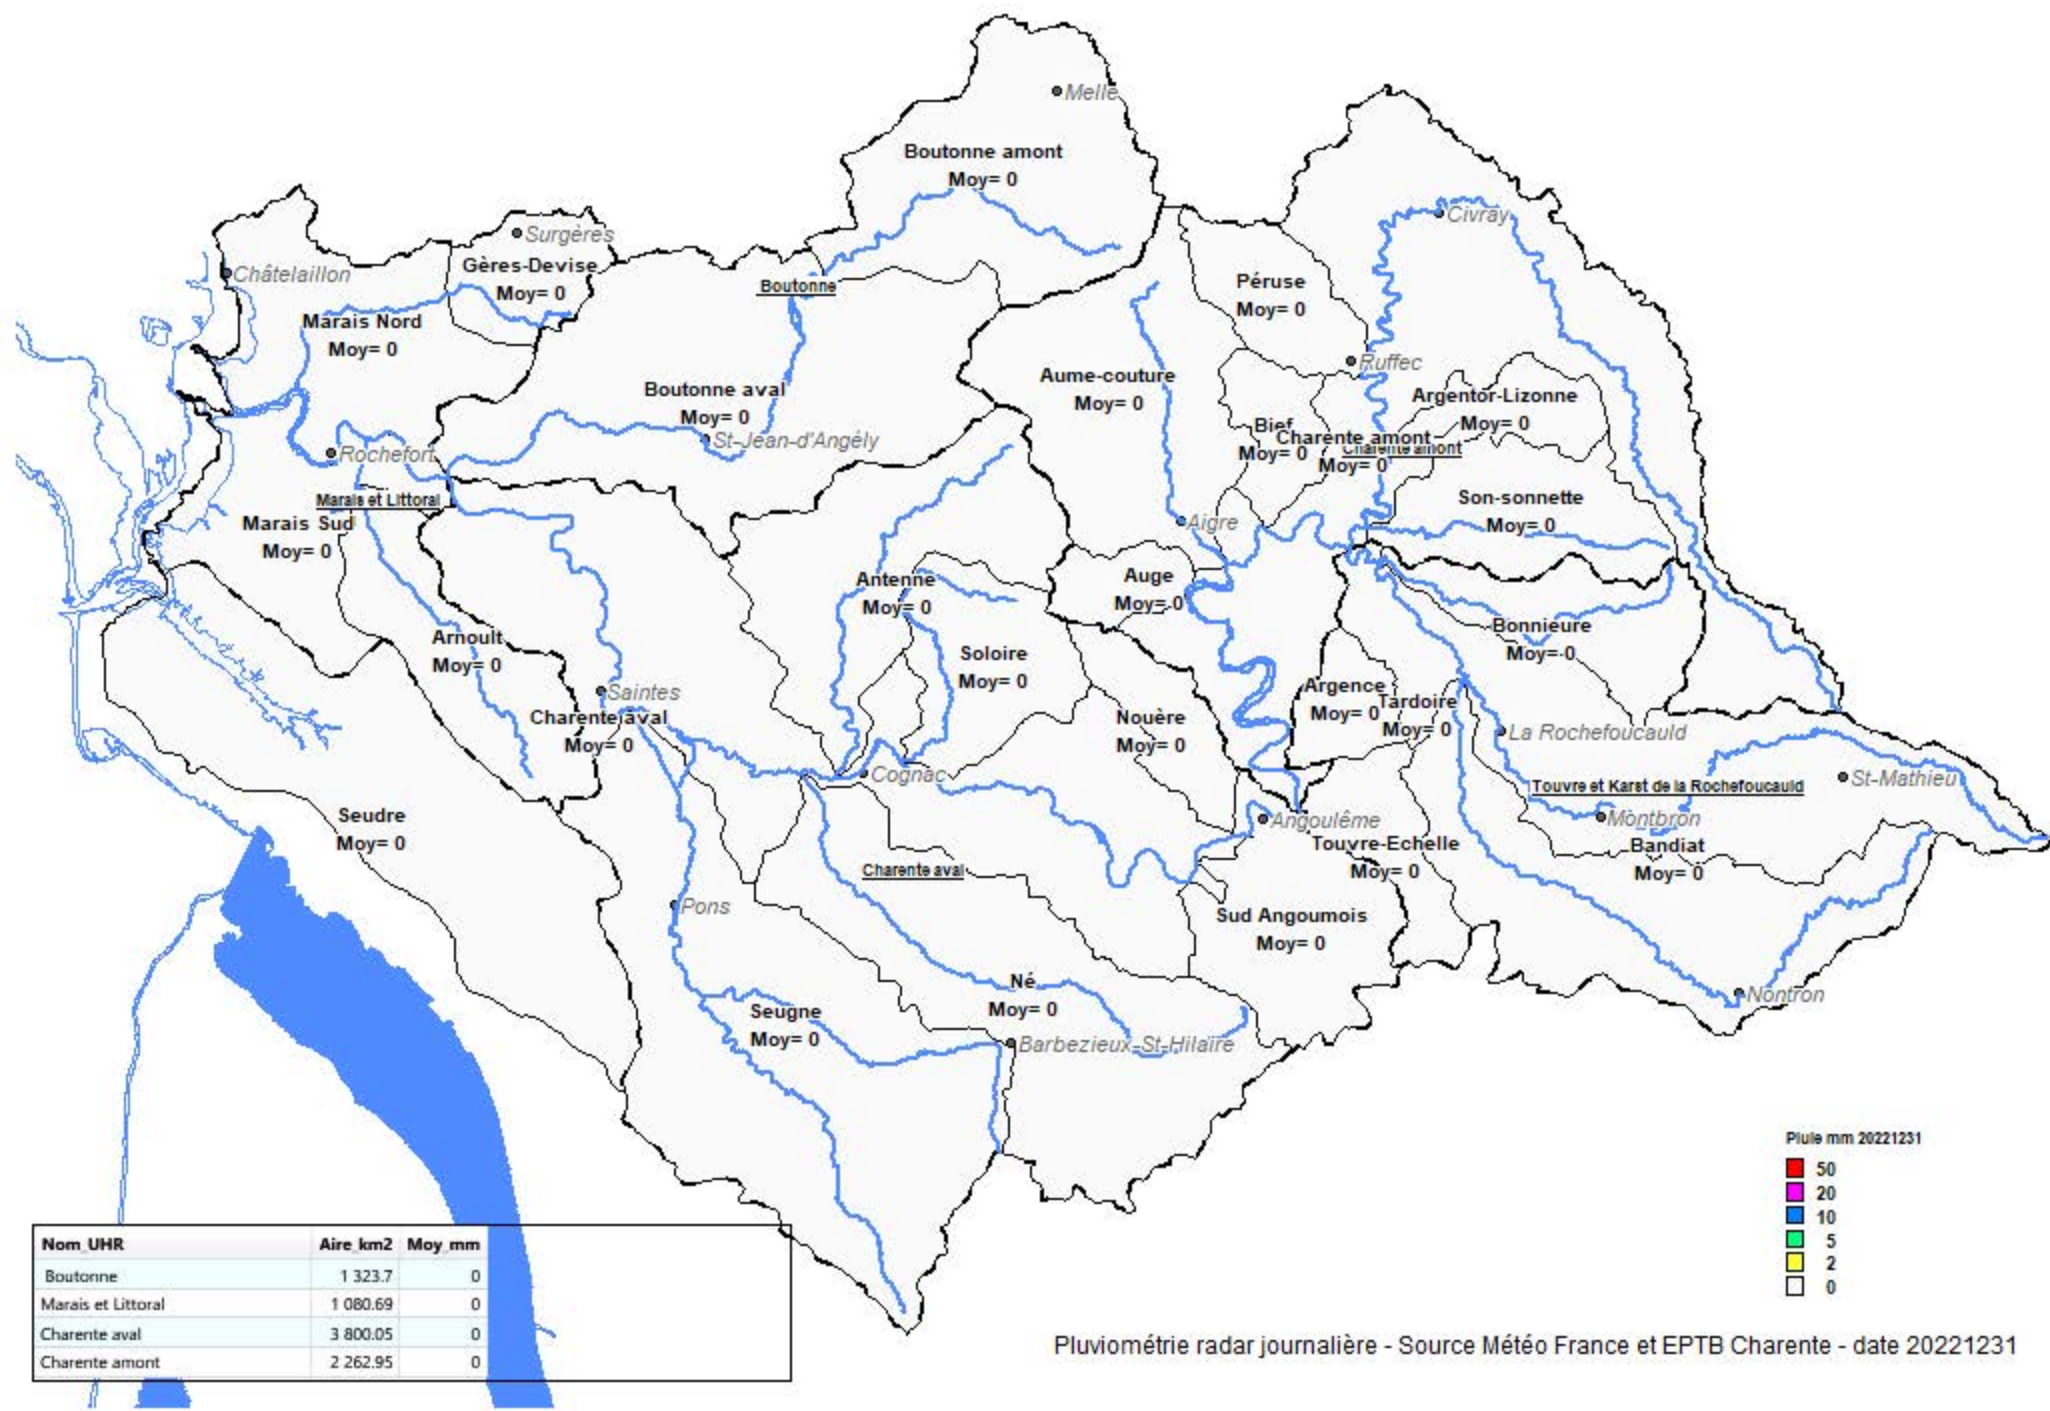 Melle
Boutonne amont
Moy= 0
Civray
Surgères
Châtelaillon
Gères-Devise
Moy= 0
Boutonne
Péruse
Moy= 0
Marais Nord
Moy= 0
Ruffec
Aume-couture
Moy= 0
Boutonne aval
Moy= 0
Argentor-Lizonne
Moy= 0
St-Jean-d'Angély
Bief
Moy= 0
Charente amont
Moy= 0
Charente amont
Rochefort
Marais et Littoral
Son-sonnette
Moy= 0
Marais Sud
Moy= 0
Aigre
Antenne
Moy= 0
Auge
Moy= 0
Bonnieure
Moy= 0
Arnoult
Moy= 0
Soloire
Moy= 0
Saintes
Argence
Moy= 0
Tardoire
Moy= 0
Charente aval
Moy= 0
Nouère
Moy= 0
La Rochefoucauld
Cognac
Touvre et Karst de la Rochefoucauld
St-Mathieu
Seudre
Moy= 0
Angoulême
Montbron
Touvre-Echelle
Moy= 0
Bandiat
Moy= 0
Charente aval
Pons
Sud Angoumois
Moy= 0
Né
Moy= 0
Nontron
Seugne
Moy= 0
Barbezieux-St-Hilaire
Pluie mm 20221231
50
20
10
5
2
0
Nom_UHR Aire_km2 Moy_mm
Boutonne 1 323.7 0
Marais et Littoral 1 080.69 0
Charente aval 3 800.05 0
Charente amont 2 262.95 0
Pluviométrie radar journalière - Source Météo France et EPTB Charente - date 20221231